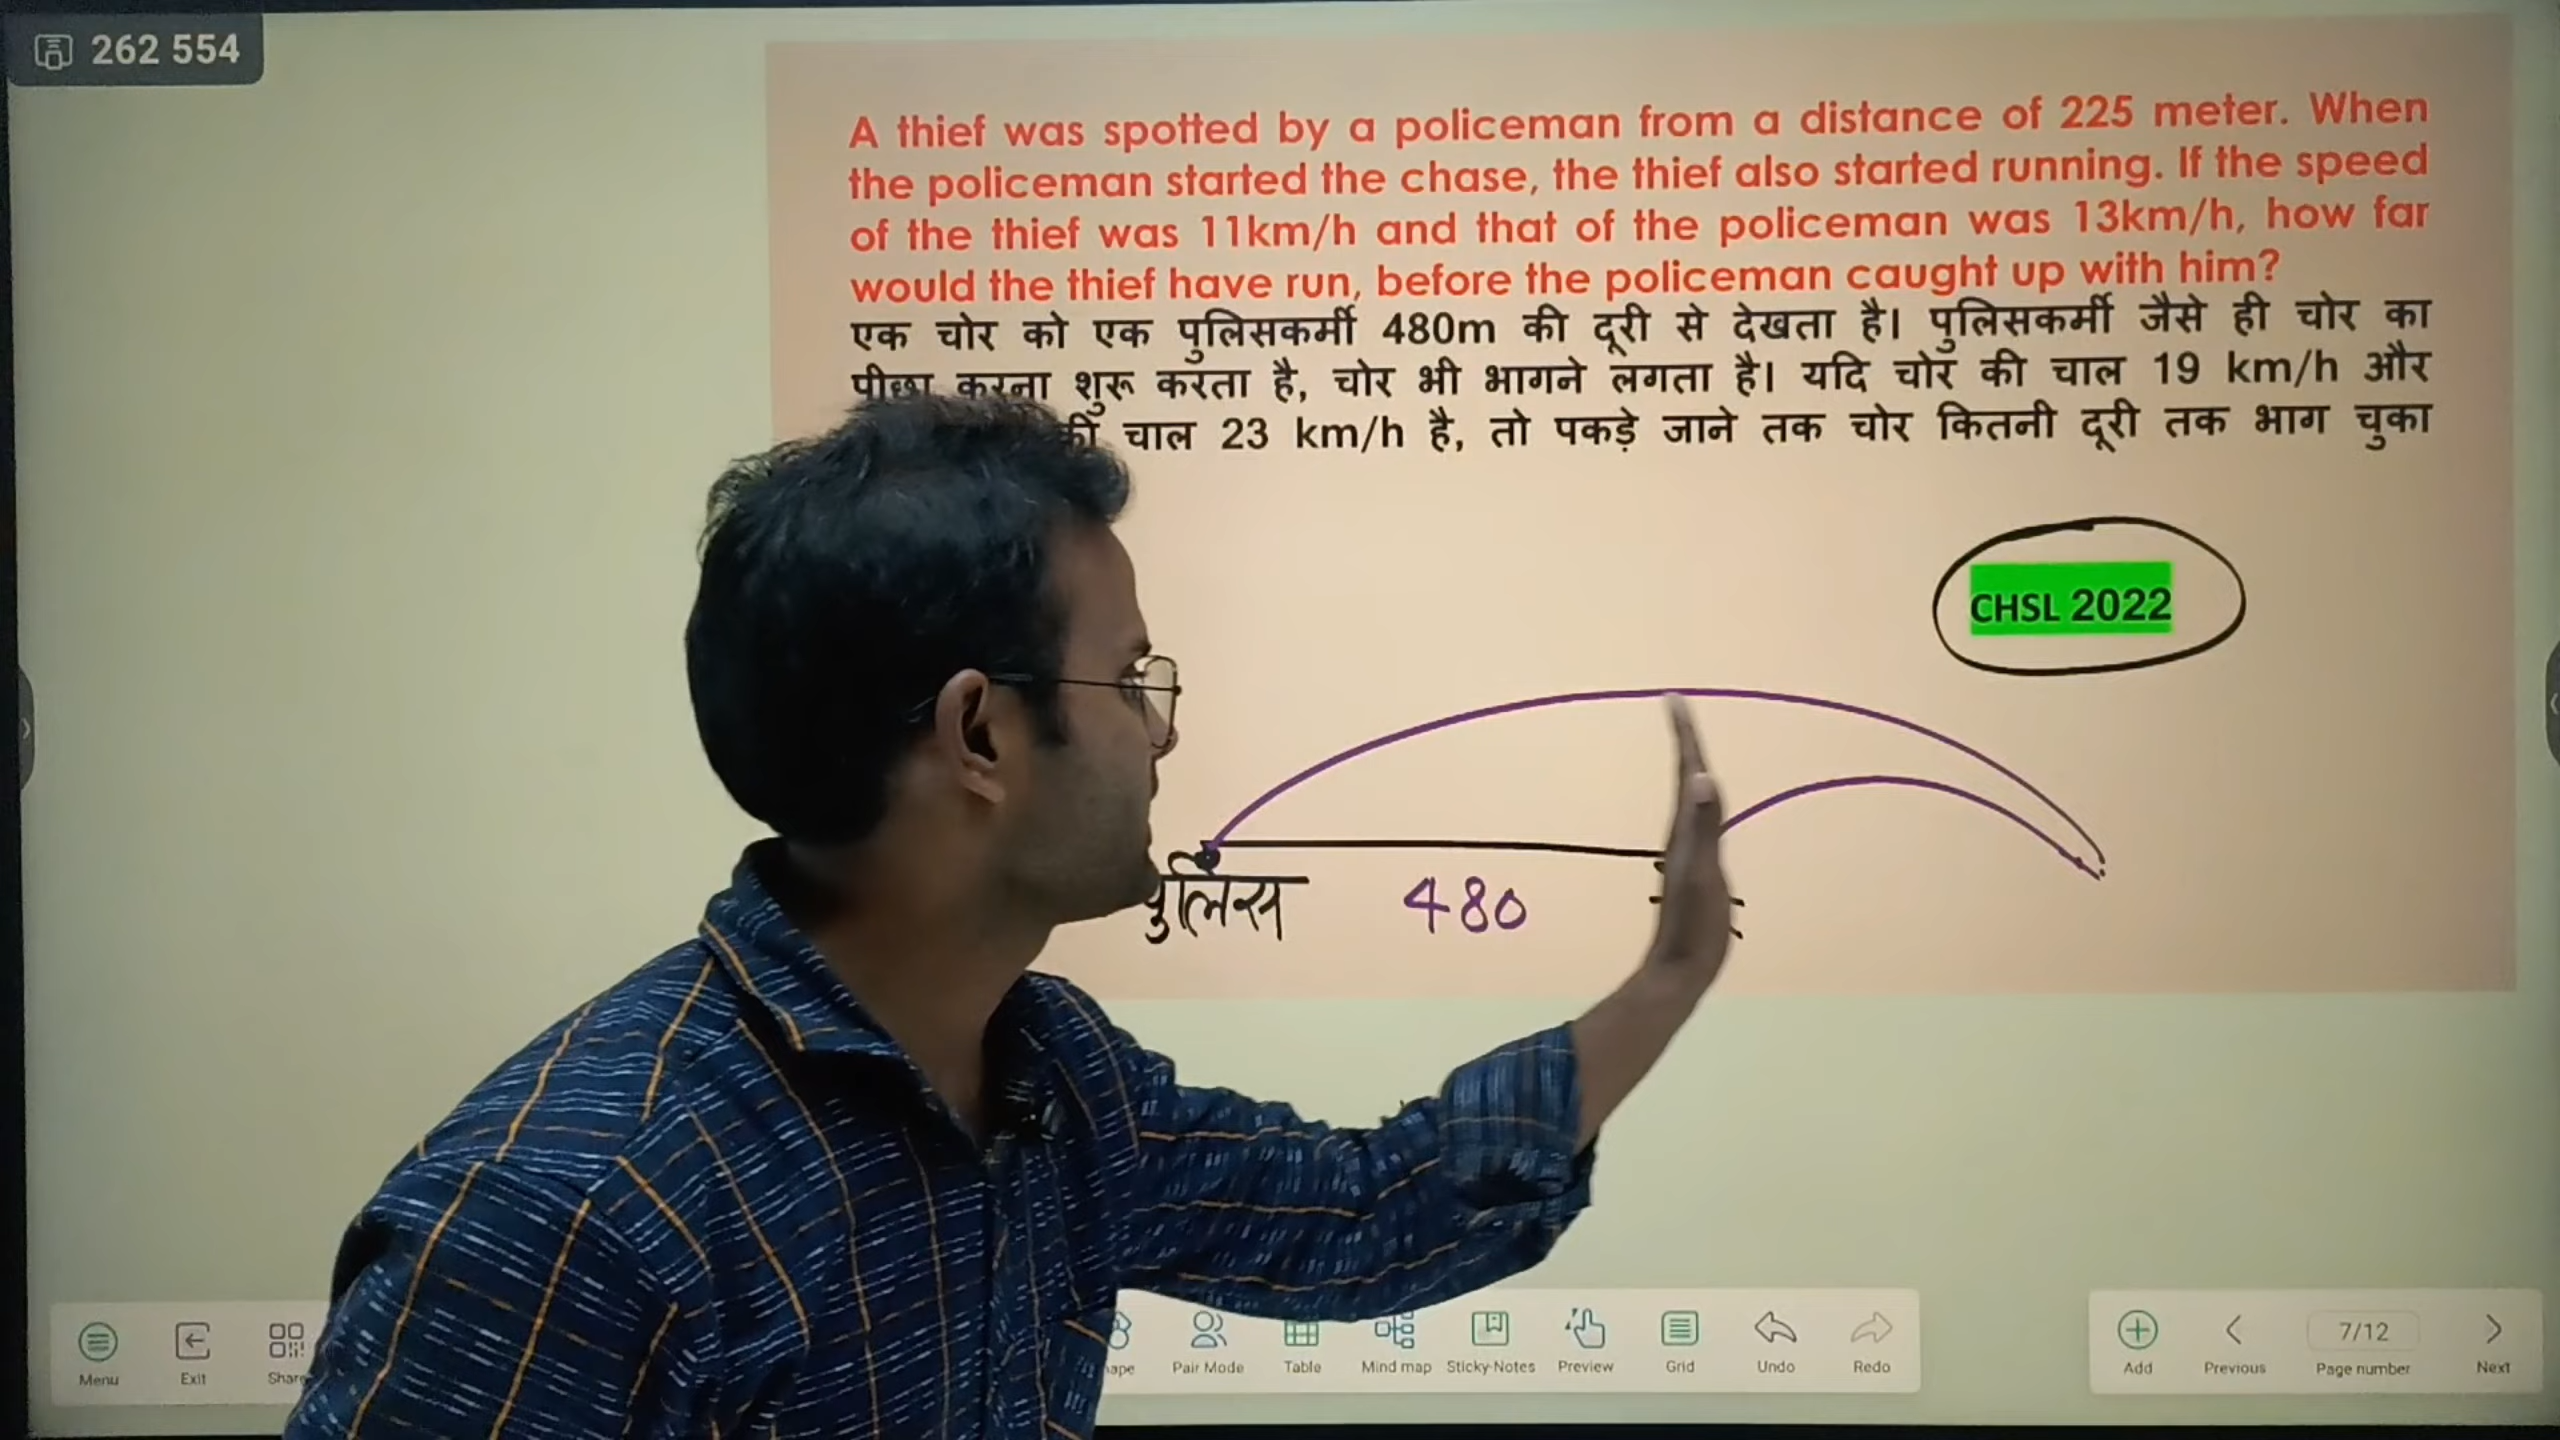 262 554
A thief was spotted by a policeman from a distance of 225 meter. When
the policeman started the chase, the thief also started running. If the speed
of the thief was 11km/h and that of the policeman was 13km/h, how far
would the thief have run, before the policeman caught up with him?
एक चोर को एक पुलिसकर्मी 480m की दूरी से देखता है। पुलिसकर्मी जैसे ही चोर का
पीछा करना शुरू करता है, चोर भी भागने लगता है। यदि चोर की चाल 19 km/h और
की चाल 23 km/h है, तो पकड़े जाने तक चोर कितनी दूरी तक भाग चुका
CHSL 2022
पुलिस 480
Menu Exit Share Pair Mode Table Mind map Sticky Notes Preview Grid Undo Redo Add Previous 7/12 Page number Next